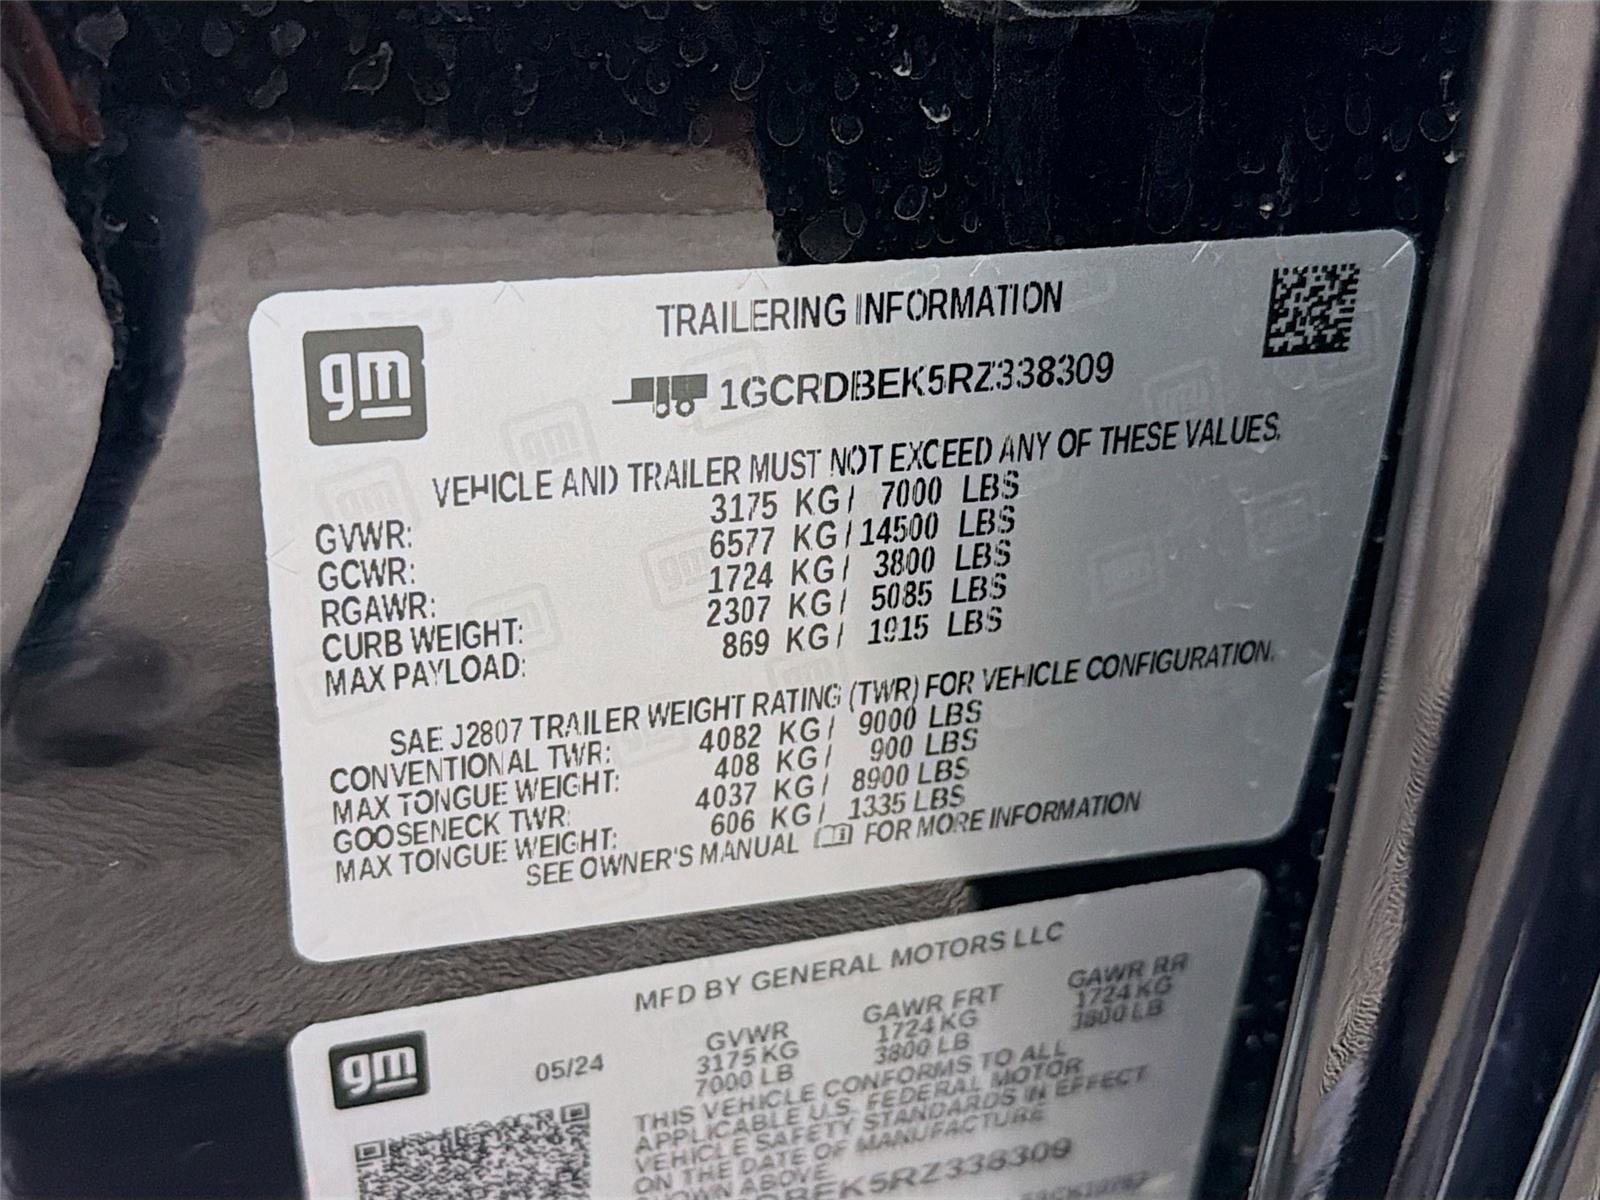 gm
TRAILERING INFORMATION
1GCRDBEK5RZ338309
VEHICLE AND TRAILER MUST NOT EXCEED ANY OF THESE VALUES.
GVWR: 3175 KG / 7000 LBS
GCWR: 6577 KG / 14500 LBS
RGAWR: 1724 KG / 3800 LBS
CURB WEIGHT: 2307 KG / 5085 LBS
MAX PAYLOAD: 869 KG / 1915 LBS
SAE J2807 TRAILER WEIGHT RATING (TWR) FOR VEHICLE CONFIGURATION.
CONVENTIONAL TWR: 4082 KG / 9000 LBS
MAX TONGUE WEIGHT: 408 KG / 900 LBS
GOOSENECK TWR: 4037 KG / 8900 LBS
MAX TONGUE WEIGHT: 606 KG / 1335 LBS
SEE OWNER'S MANUAL FOR MORE INFORMATION
MFD BY GENERAL MOTORS LLC
gm
05/24
GVWR GAWR FRT GAWR RR
3175 KG 1724 KG 1724 KG
7000 LB 3800 LB 3800 LB
THIS VEHICLE CONFORMS TO ALL
APPLICABLE U.S. FEDERAL MOTOR
VEHICLE SAFETY STANDARDS IN EFFECT
ON THE DATE OF MANUFACTURE
SHOWN ABOVE.
DBEK5RZ338309